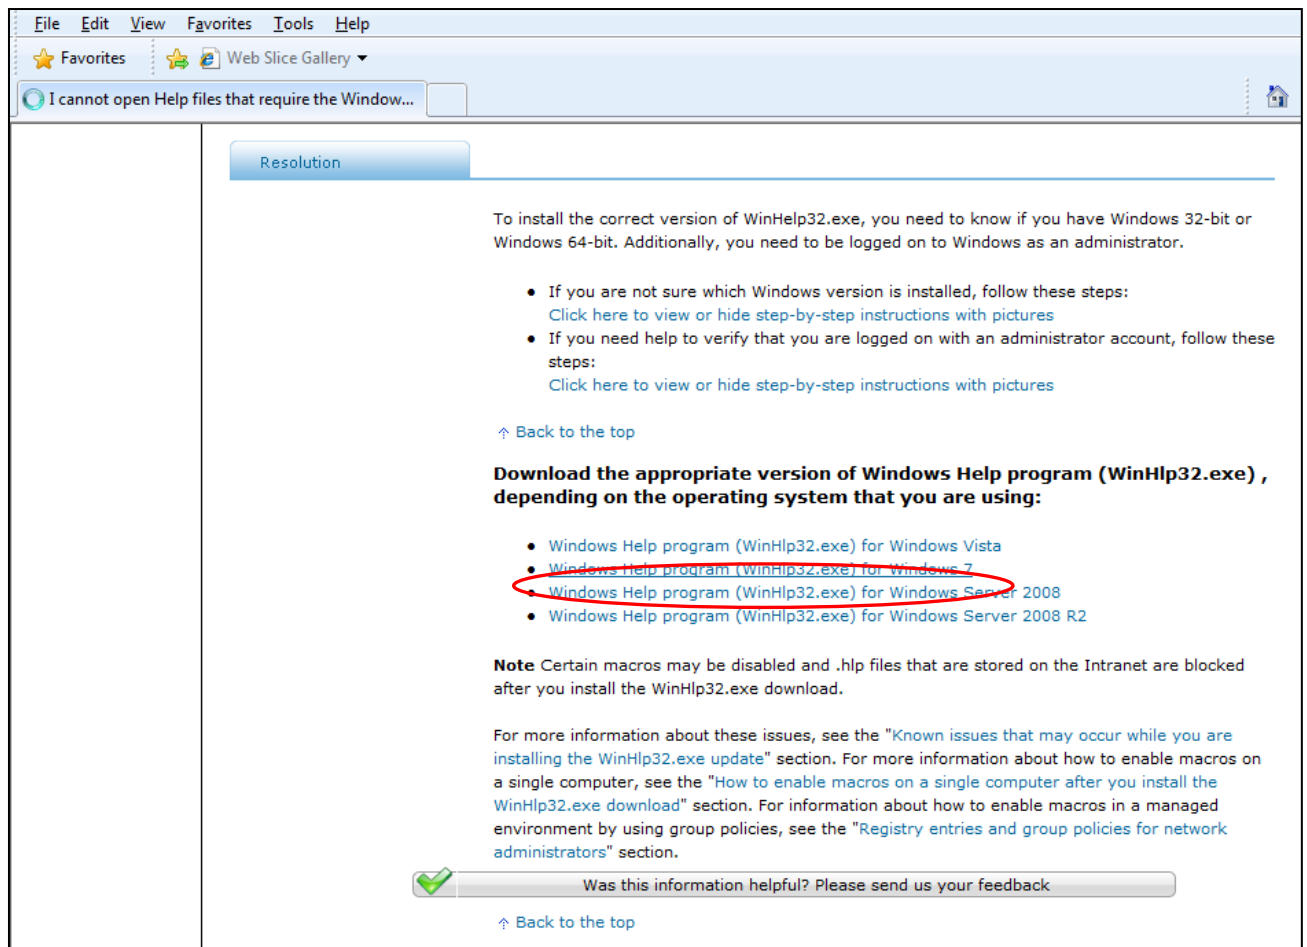 File Edit View Favorites Tools Help
Favorites Web Slice Gallery
I cannot open Help files that require the Window...
Resolution
To install the correct version of WinHelp32.exe, you need to know if you have Windows 32-bit or
Windows 64-bit. Additionally, you need to be logged on to Windows as an administrator.
• If you are not sure which Windows version is installed, follow these steps:
Click here to view or hide step-by-step instructions with pictures
• If you need help to verify that you are logged on with an administrator account, follow these
steps:
Click here to view or hide step-by-step instructions with pictures
Back to the top
Download the appropriate version of Windows Help program (WinHlp32.exe) ,
depending on the operating system that you are using:
• Windows Help program (WinHlp32.exe) for Windows Vista
• Windows Help program (WinHlp32.exe) for Windows 7
• Windows Help program (WinHlp32.exe) for Windows Server 2008
• Windows Help program (WinHlp32.exe) for Windows Server 2008 R2
Note Certain macros may be disabled and .hlp files that are stored on the Intranet are blocked
after you install the WinHlp32.exe download.
For more information about these issues, see the "Known issues that may occur while you are
installing the WinHlp32.exe update" section. For more information about how to enable macros on
a single computer, see the "How to enable macros on a single computer after you install the
WinHlp32.exe download" section. For information about how to enable macros in a managed
environment by using group policies, see the "Registry entries and group policies for network
administrators" section.
Was this information helpful? Please send us your feedback
Back to the top